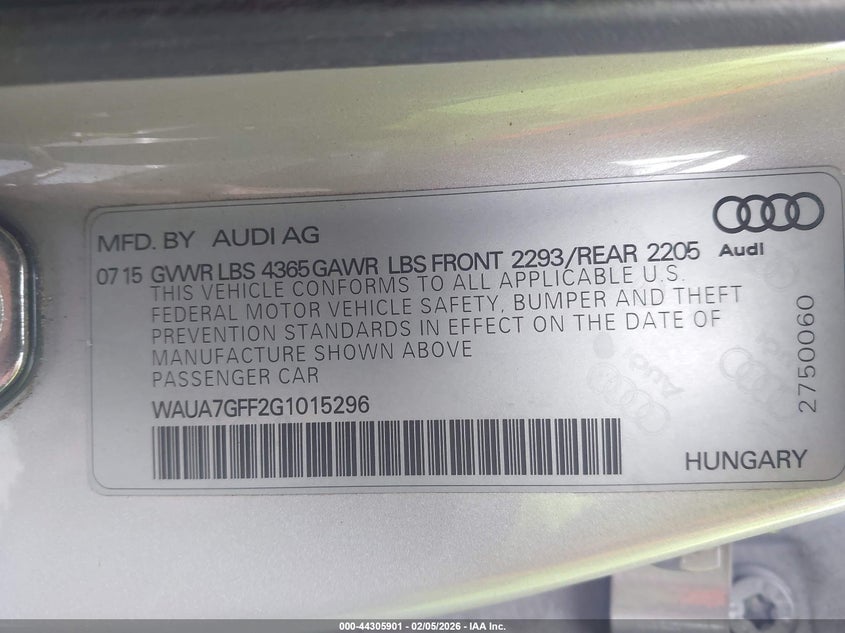 MFD. BY AUDI AG
Audi
07 15 GVWR LBS 4365 GAWR LBS FRONT 2293/REAR 2205
THIS VEHICLE CONFORMS TO ALL APPLICABLE U.S.
FEDERAL MOTOR VEHICLE SAFETY, BUMPER AND THEFT
PREVENTION STANDARDS IN EFFECT ON THE DATE OF
MANUFACTURE SHOWN ABOVE
PASSENGER CAR
WAUA7GFF2G1015296
2750060
HUNGARY
Audi
Audi
000-44305901 - 02/05/2026 - IAA Inc.